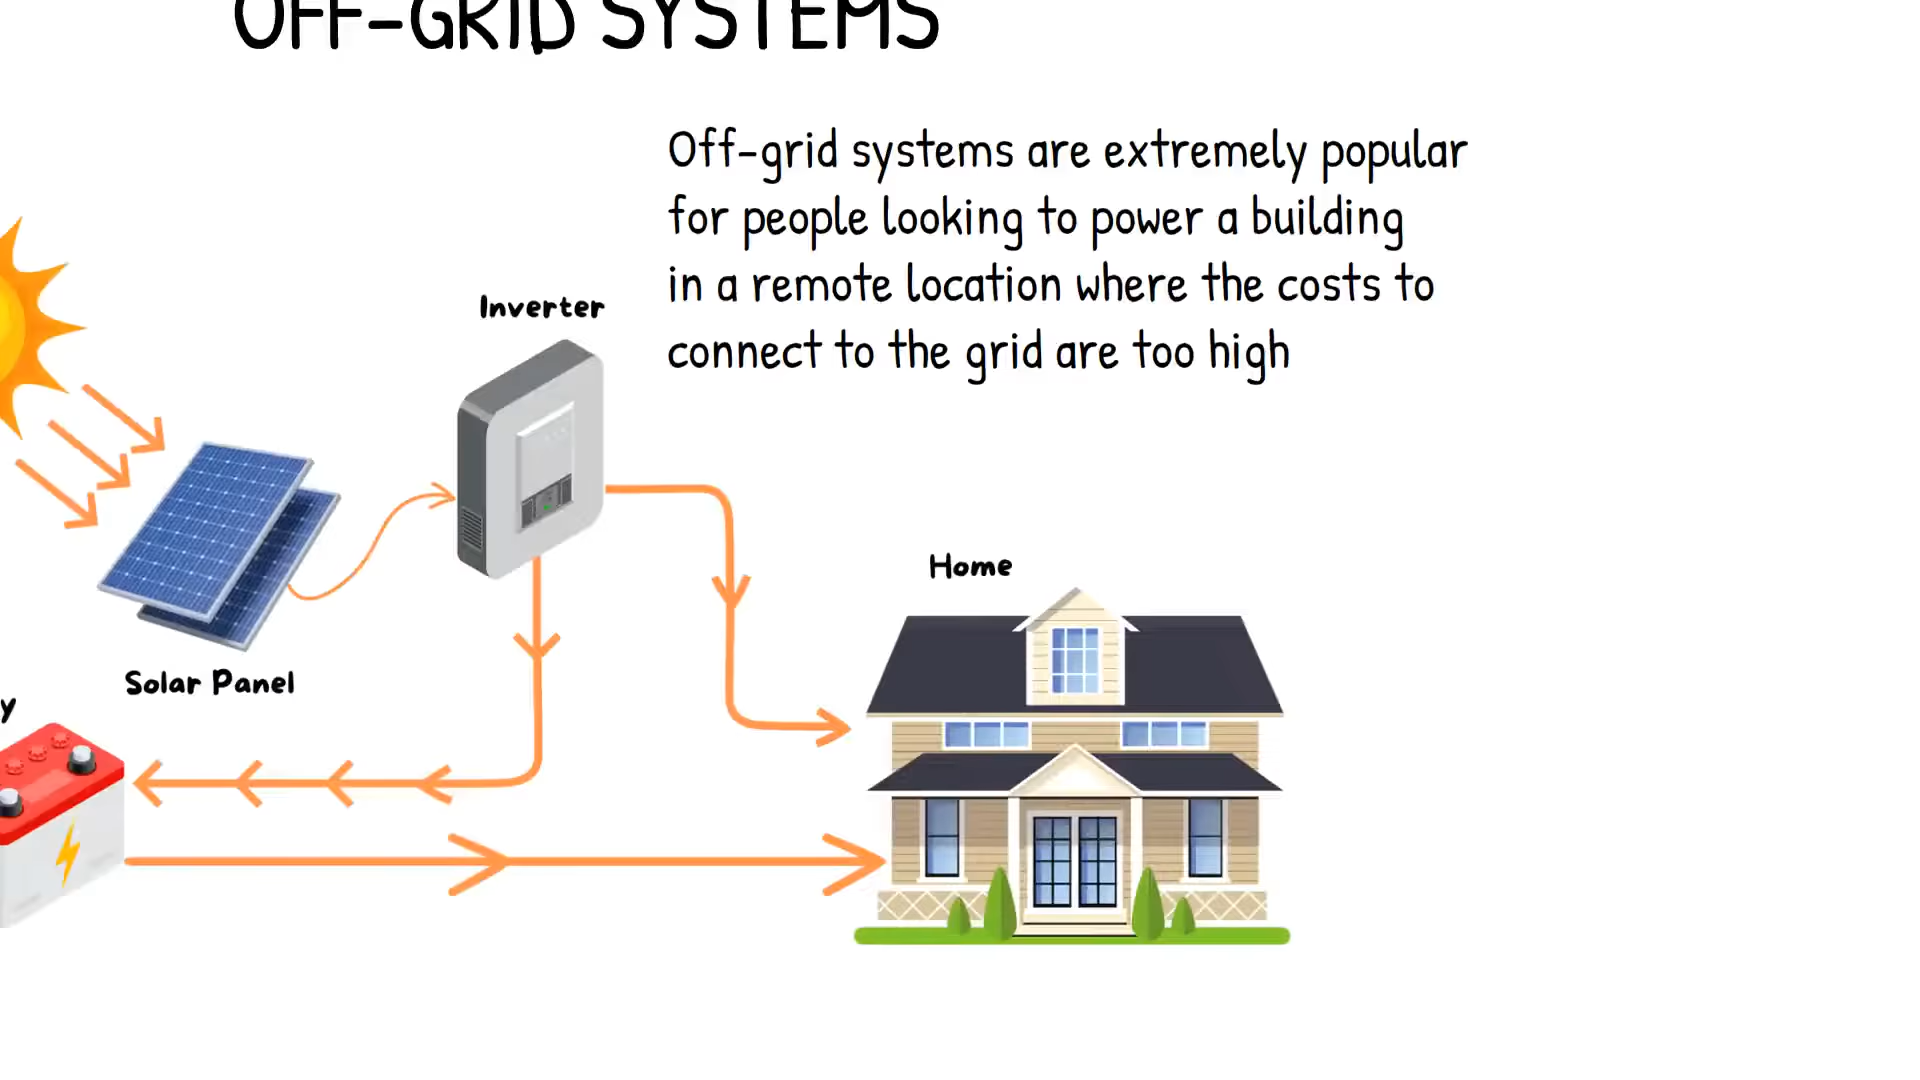 OFF-GRID SYSTEMS
Off-grid systems are extremely popular
for people looking to power a building
in a remote location where the costs to
connect to the grid are too high
Inverter
Home
Solar Panel
y